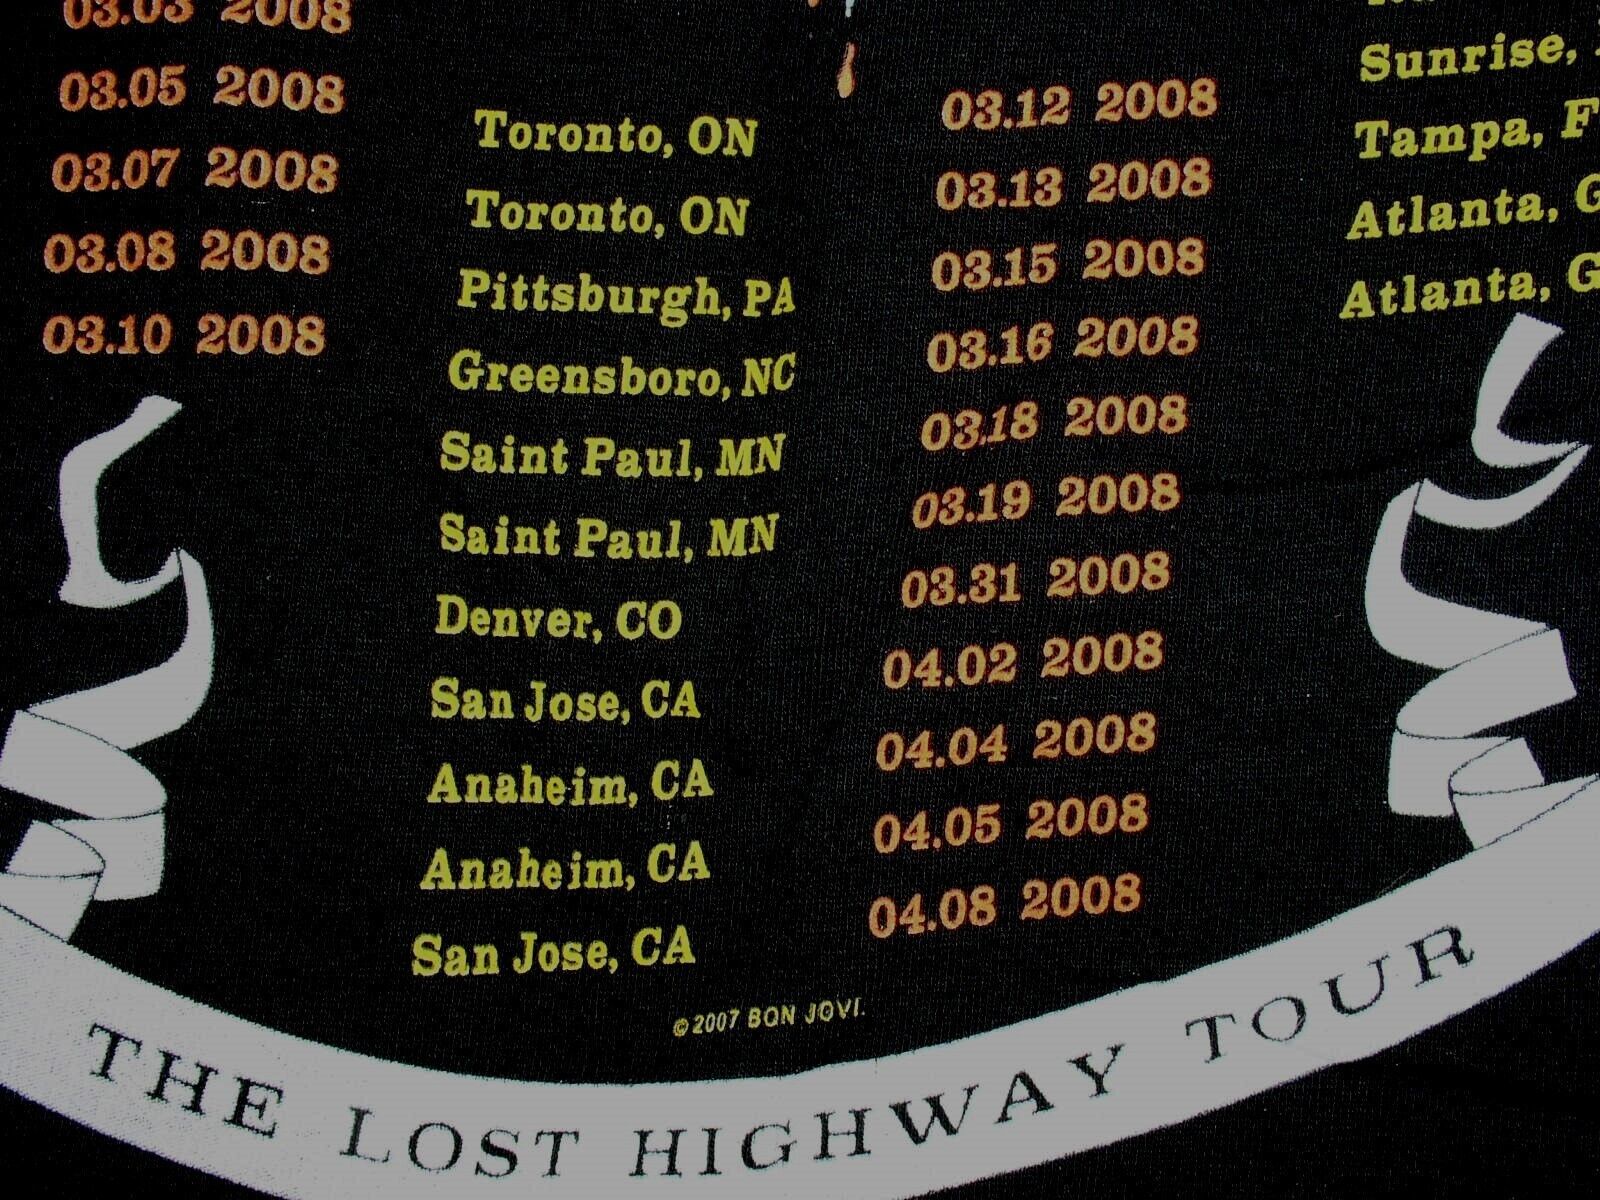 03.03 2008
03.05 2008
03.07 2008
03.08 2008
03.10 2008
Toronto, ON 03.12 2008
Toronto, ON 03.13 2008
Pittsburgh, PA 03.15 2008
Greensboro, NC 03.16 2008
Saint Paul, MN 03.18 2008
Saint Paul, MN 03.19 2008
Denver, CO 03.31 2008
San Jose, CA 04.02 2008
Anaheim, CA 04.04 2008
Anaheim, CA 04.05 2008
San Jose, CA 04.08 2008
Sunrise,
Tampa, F
Atlanta, G
Atlanta, G
©2007 BON JOVI.
THE LOST HIGHWAY TOUR